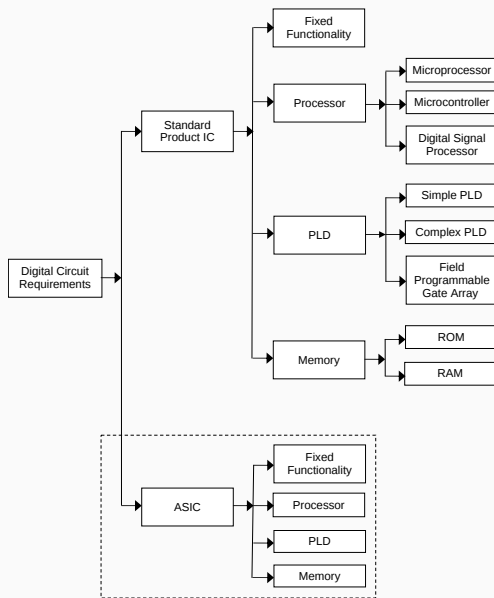 Fixed
Functionality
Processor
Microprocessor
Microcontroller
Digital Signal
Processor
Standard
Product IC
PLD
Simple PLD
Complex PLD
Field
Programmable
Gate Array
Digital Circuit
Requirements
Memory
ROM
RAM
ASIC
Fixed
Functionality
Processor
PLD
Memory